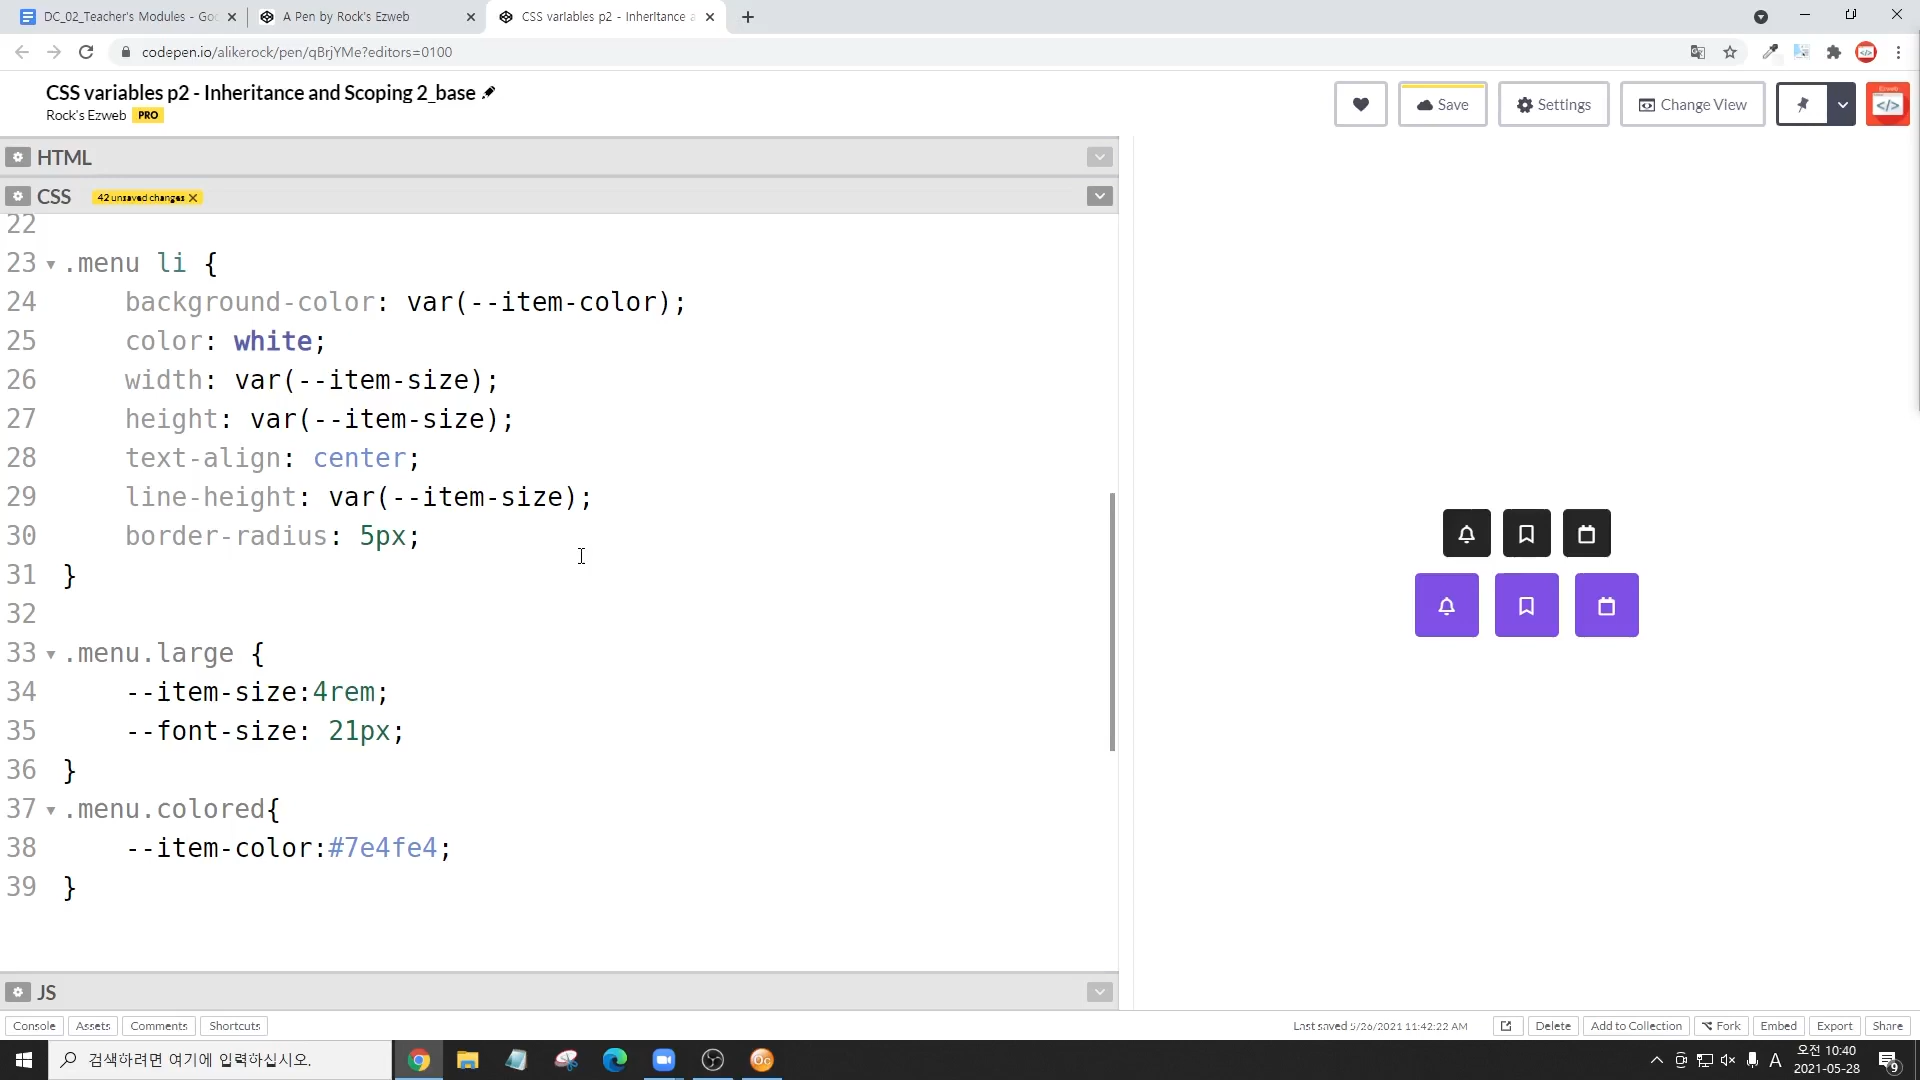 DC_02_Teacher's Modules - Goo
A Pen by Rock's Ezweb
CSS variables p2 - Inheritance a
codepen.io/alikerock/pen/qBrjYMe?editors=0100
CSS variables p2 - Inheritance and Scoping 2_base
Rock's Ezweb PRO
Save
Settings
Change View
HTML
CSS 42 unsaved changes
22
23 .menu li {
24 background-color: var(--item-color);
25 color: white;
26 width: var(--item-size);
27 height: var(--item-size);
28 text-align: center;
29 line-height: var(--item-size);
30 border-radius: 5px;
31 }
32
33 .menu.large {
34 --item-size:4rem;
35 --font-size: 21px;
36 }
37 .menu.colored{
38 --item-color:#7e4fe4;
39 }
JS
Console Assets Comments Shortcuts
Last saved 5/26/2021 11:42:22 AM
Delete Add to Collection Fork Embed Export Share
검색하려면 여기에 입력하십시오.
A
오전 10:40
2021-05-28
9